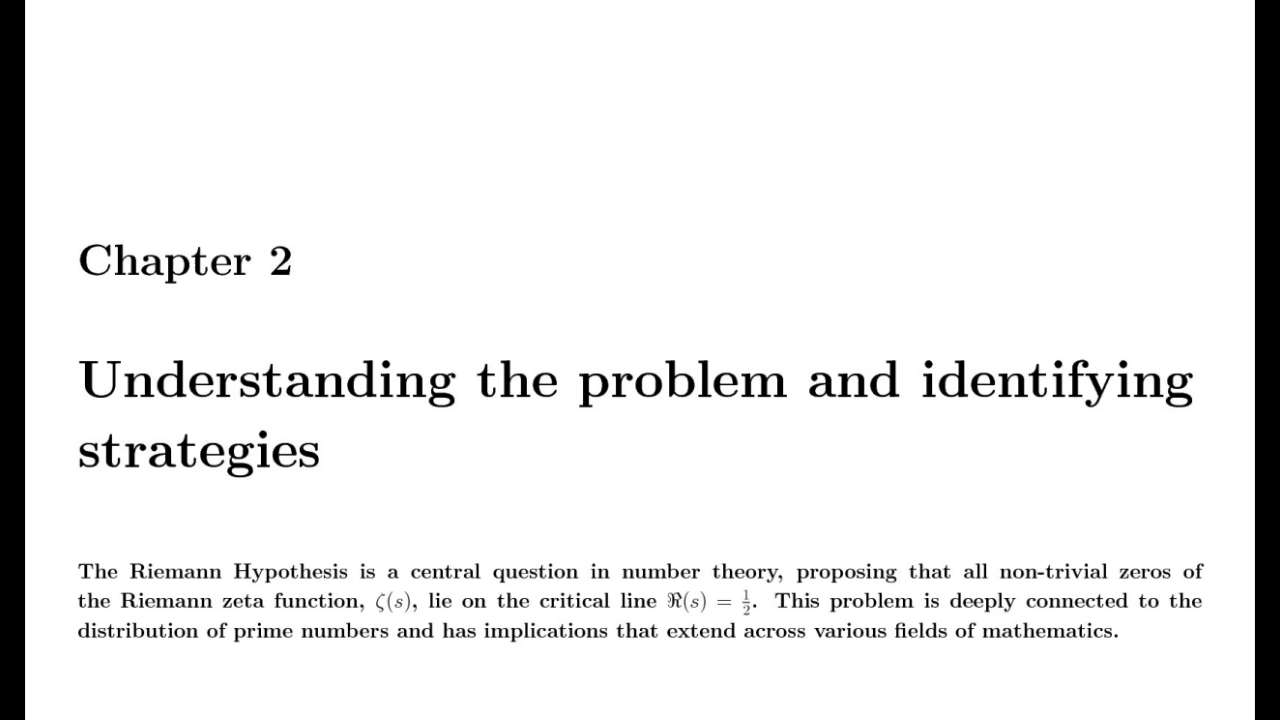 Chapter 2
Understanding the problem and identifying
strategies
The Riemann Hypothesis is a central question in number theory, proposing that all non-trivial zeros of
the Riemann zeta function, ζ(s), lie on the critical line ℜ(s) = 1/2. This problem is deeply connected to the
distribution of prime numbers and has implications that extend across various fields of mathematics.